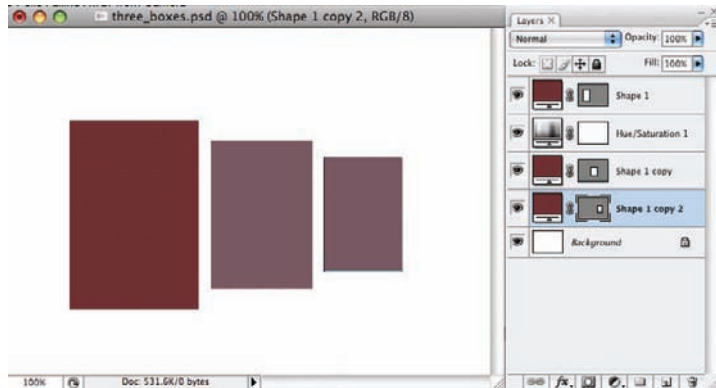 three_boxes.psd @ 100% (Shape 1 copy 2, RGB/8)
Layers X
Normal
Opacity: 100%
Lock:
Fill: 100%
Shape 1
Hue/Saturation 1
Shape 1 copy
Shape 1 copy 2
Background
100%
Doc: 531.6K/0 bytes
fx.